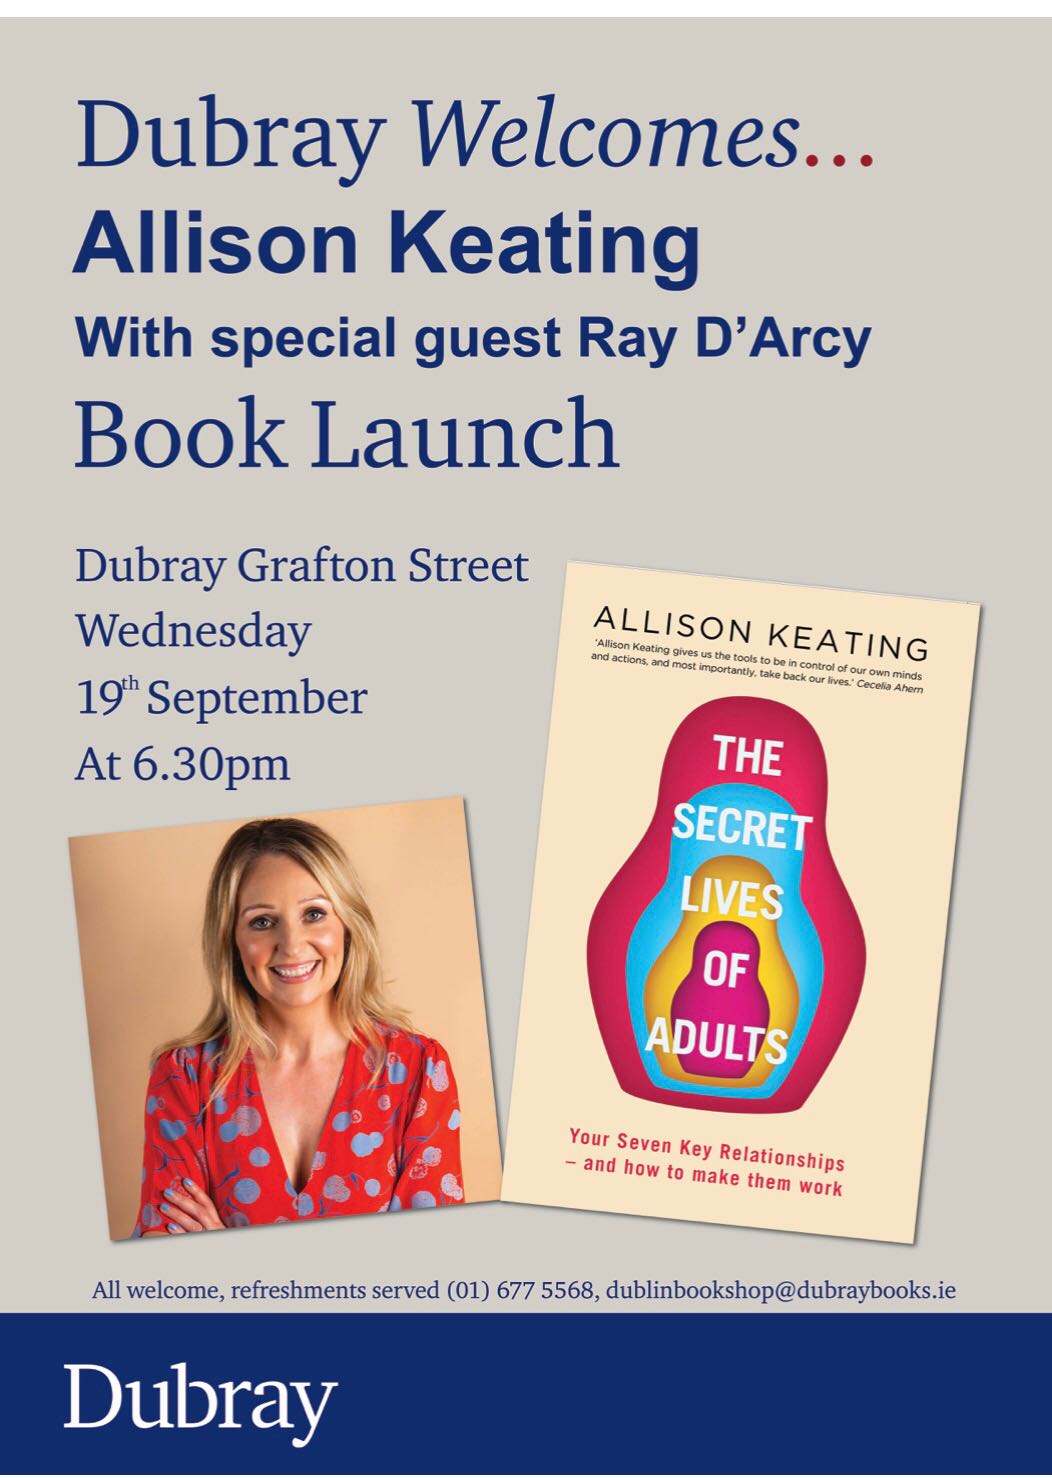 Dubray Welcomes...
Allison Keating
With special guest Ray D’Arcy
Book Launch
Dubray Grafton Street
Wednesday
19th September
At 6.30pm
ALLISON KEATING
‘Allison Keating gives us the tools to be in control of our own minds
and actions, and most importantly, take back our lives.’ Cecelia Ahern
THE
SECRET
LIVES
OF
ADULTS
Your Seven Key Relationships
– and how to make them work
All welcome, refreshments served (01) 677 5568, dublinbookshop@dubraybooks.ie
Dubray